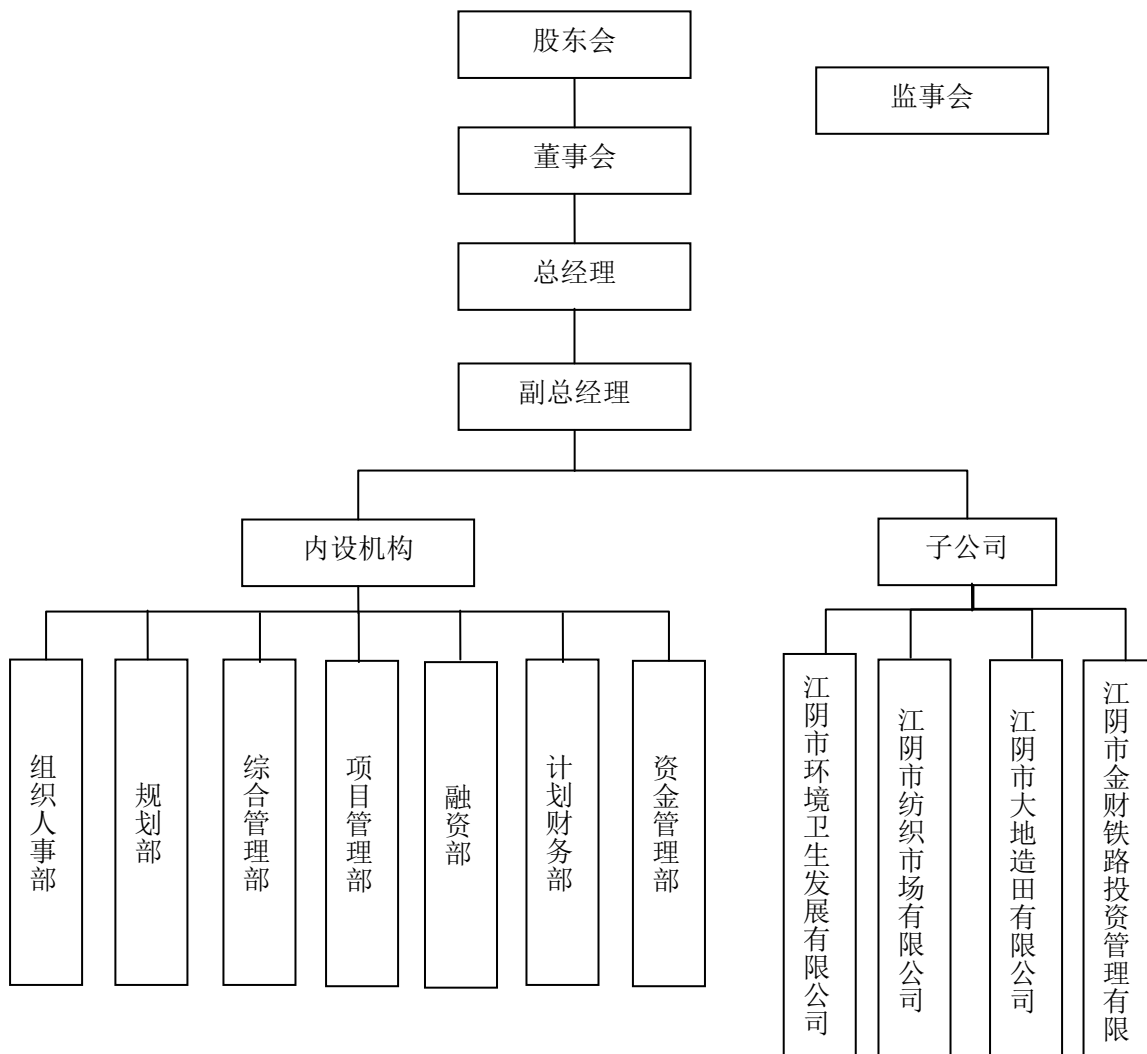 股东会
监事会
董事会
总经理
副总经理
内设机构
子公司
组织人事部
规划部
综合管理部
项目管理部
融资部
计划财务部
资金管理部
江阴市环境卫生发展有限公司
江阴市纺织市场有限公司
江阴市大地造田有限公司
江阴市金财铁路投资管理有限